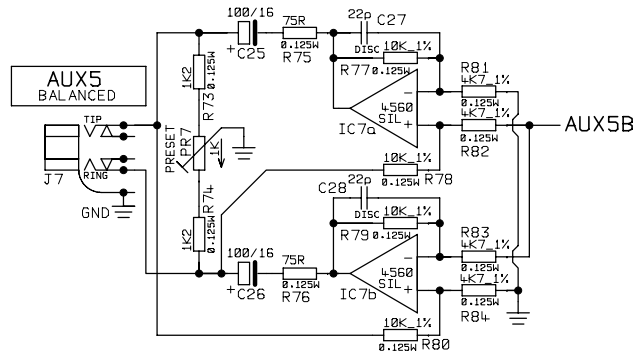 100/16
+
C25
75R
0.125W
R75
22p
C27
DISC
10K_1%
R77
0.125W
R81
4K7_1%
0.125W
4K7_1%
0.125W
R82
-
4560
SIL
+
IC7a
AUX5B
AUX5
BALANCED
TIP
RING
J7
GND
1K2
0.125W
R73
PRESET
PR7
1K
R74
0.125W
1K2
10K_1%
0.125W
R78
C28
22p
DISC
10K_1%
R79
0.125W
100/16
+
C26
75R
0.125W
R76
R83
4K7_1%
0.125W
4K7_1%
0.125W
R84
-
4560
SIL
+
IC7b
10K_1%
0.125W
R80